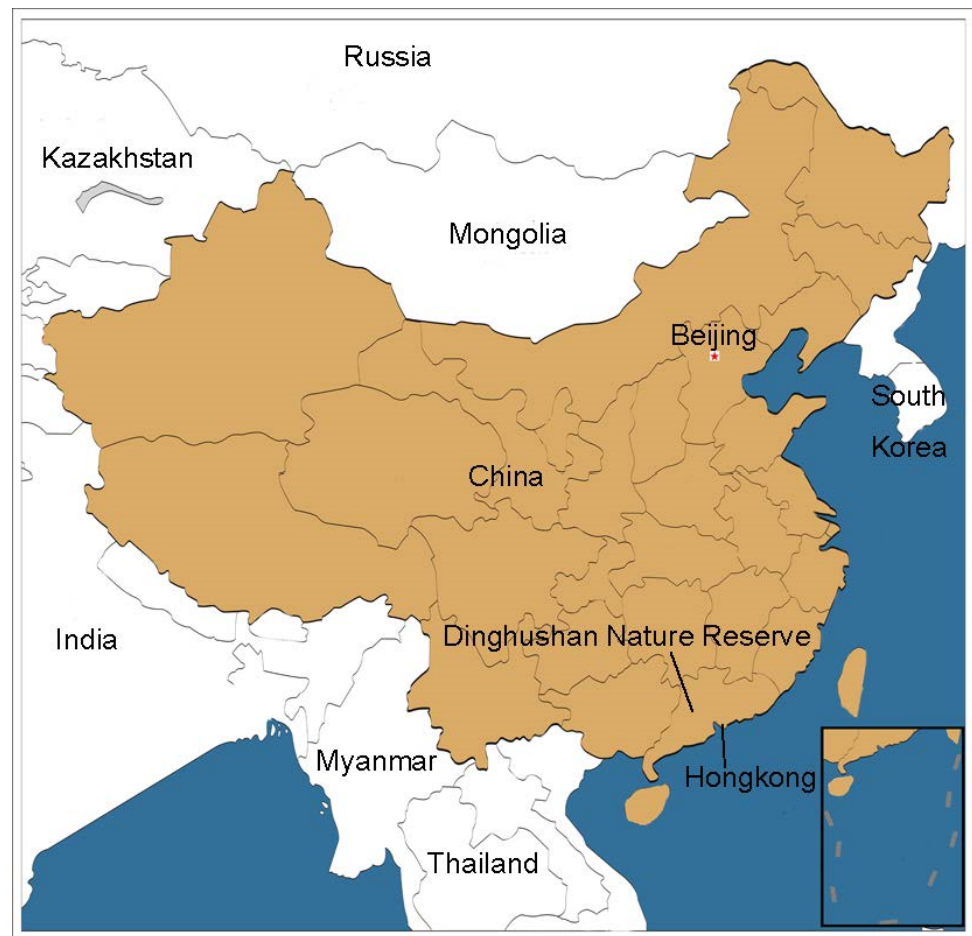 Russia
Kazakhstan
Mongolia
Beijing
South
Korea
China
India
Dinghushan Nature Reserve
Myanmar
Hongkong
Thailand